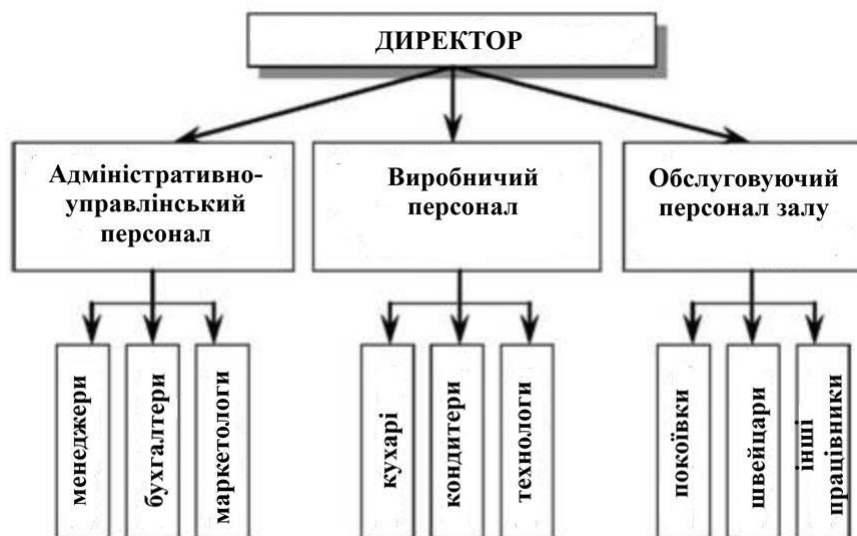 ДИРЕКТОР
Адміністративно-
управлінський
персонал
Виробничий
персонал
Обслуговуючий
персонал залу
менеджери
бухгалтери
маркетологи
кухарі
кондитери
технологи
покоївки
швейцари
інші
працівники